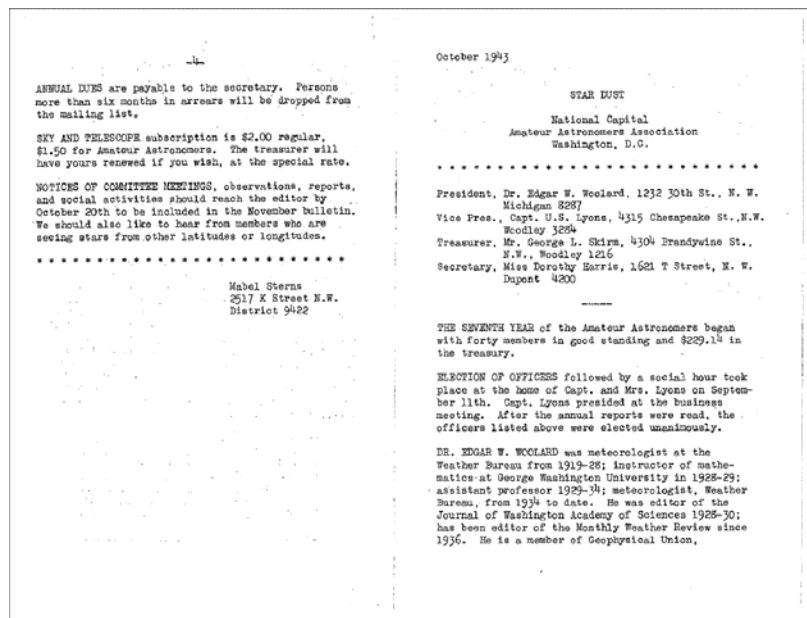 -4-
ANNUAL DUES are payable to the secretary. Persons
more than six months in arrears will be dropped from
the mailing list.
SKY AND TELESCOPE subscription is $2.00 regular,
$1.50 for Amateur Astronomers. The treasurer will
have yours renewed if you wish, at the special rate.
NOTICES OF COMMITTEE MEETINGS, observations, reports,
and social activities should reach the editor by
October 20th to be included in the November bulletin.
We should also like to hear from members who are
seeing stars from other latitudes or longitudes.
* * * * * * * * * * * * * * * * * * * * * * * * * *
Mabel Sterns
2517 K Street N.W.
District 9422
October 1943
STAR DUST
National Capital
Amateur Astronomers Association
Washington, D.C.
* * * * * * * * * * * * * * * * * * * * * * * * * * *
President, Dr. Edgar W. Woolard, 1232 30th St., N. W.
Michigan 8287
Vice Pres., Capt. U.S. Lyons, 4315 Chesapeake St.,N.W.
Woodley 3284
Treasurer, Mr. George L. Skirm, 4304 Brandywine St.,
N.W., Woodley 1216
Secretary, Miss Dorothy Harris, 1621 T Street, N. W.
Dupont 4200
-----
THE SEVENTH YEAR of the Amateur Astronomers began
with forty members in good standing and $229.14 in
the treasury.
ELECTION OF OFFICERS followed by a social hour took
place at the home of Capt. and Mrs. Lyons on Septem-
ber 11th. Capt. Lyons presided at the business
meeting. After the annual reports were read, the
officers listed above were elected unanimously.
DR. EDGAR W. WOOLARD was meteorologist at the
Weather Bureau from 1919-28; instructor of mathe-
matics at George Washington University in 1928-29;
assistant professor 1929-34; meteorologist, Weather
Bureau, from 1934 to date. He was editor of the
Journal of Washington Academy of Sciences 1928-30;
has been editor of the Monthly Weather Review since
1936. He is a member of Geophysical Union,